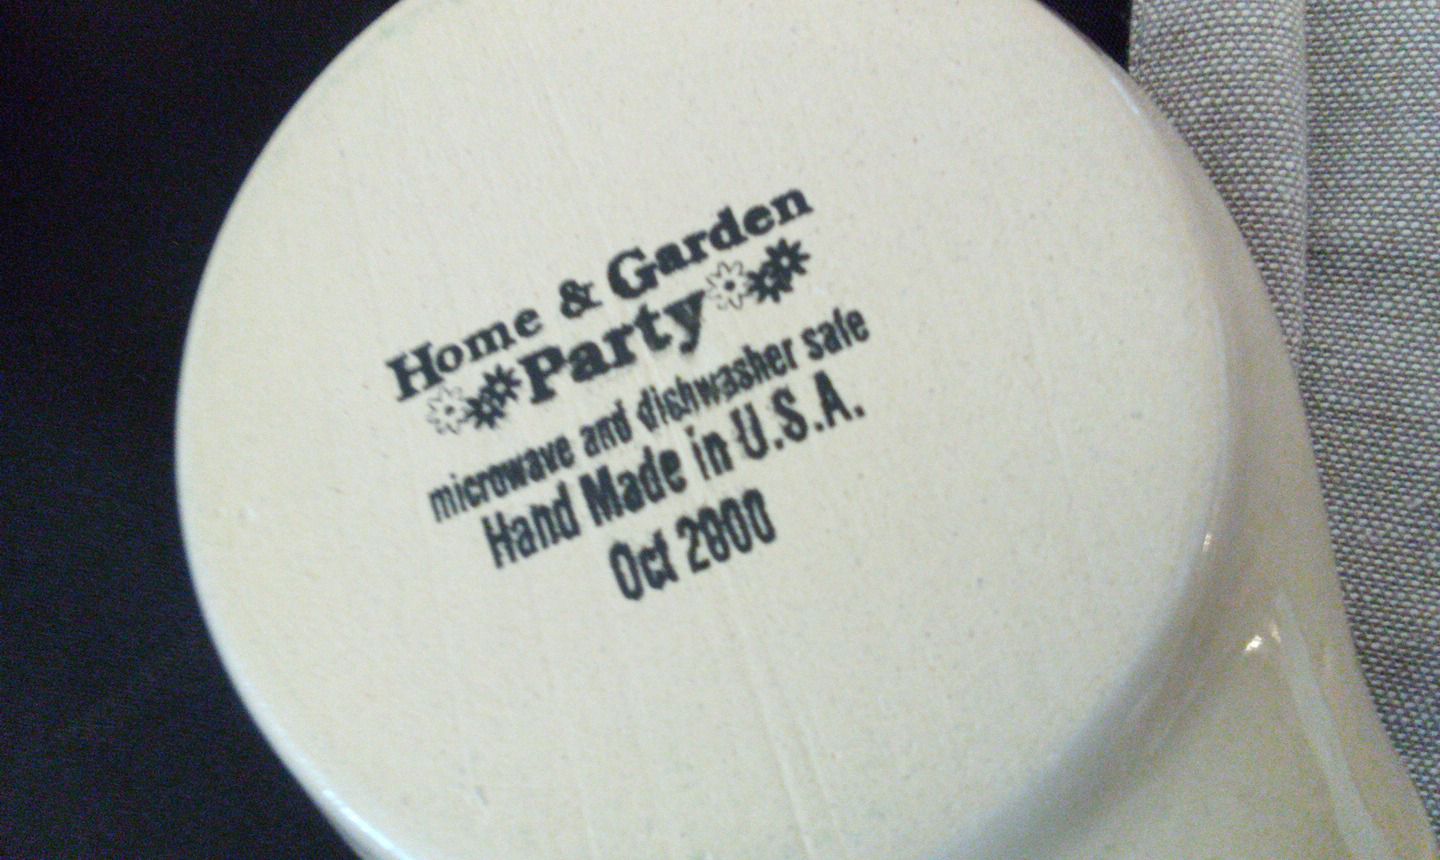 Home & Garden
Party
microwave and dishwasher safe
Hand Made in U.S.A.
Oct 2000